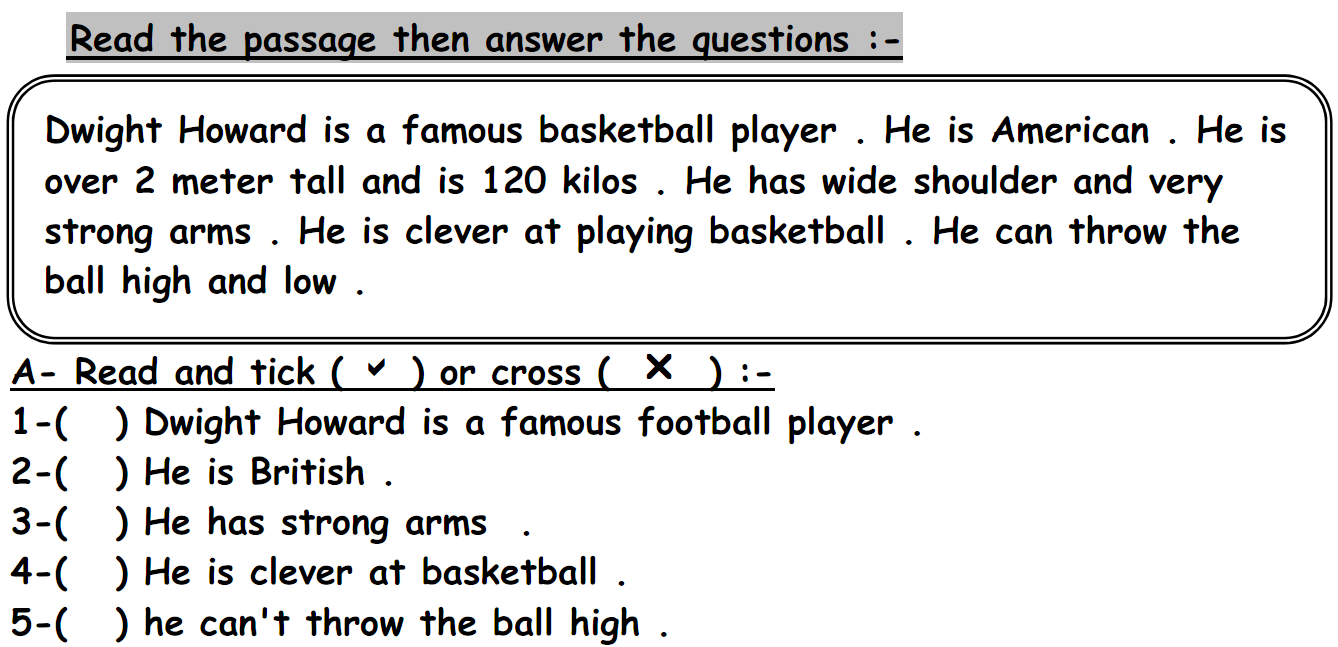 Read the passage then answer the questions :-
Dwight Howard is a famous basketball player . He is American . He is
over 2 meter tall and is 120 kilos . He has wide shoulder and very
strong arms . He is clever at playing basketball . He can throw the
ball high and low .
A- Read and tick ( ✓ ) or cross ( ✗ ) :-
1-( ) Dwight Howard is a famous football player .
2-( ) He is British .
3-( ) He has strong arms .
4-( ) He is clever at basketball .
5-( ) he can't throw the ball high .